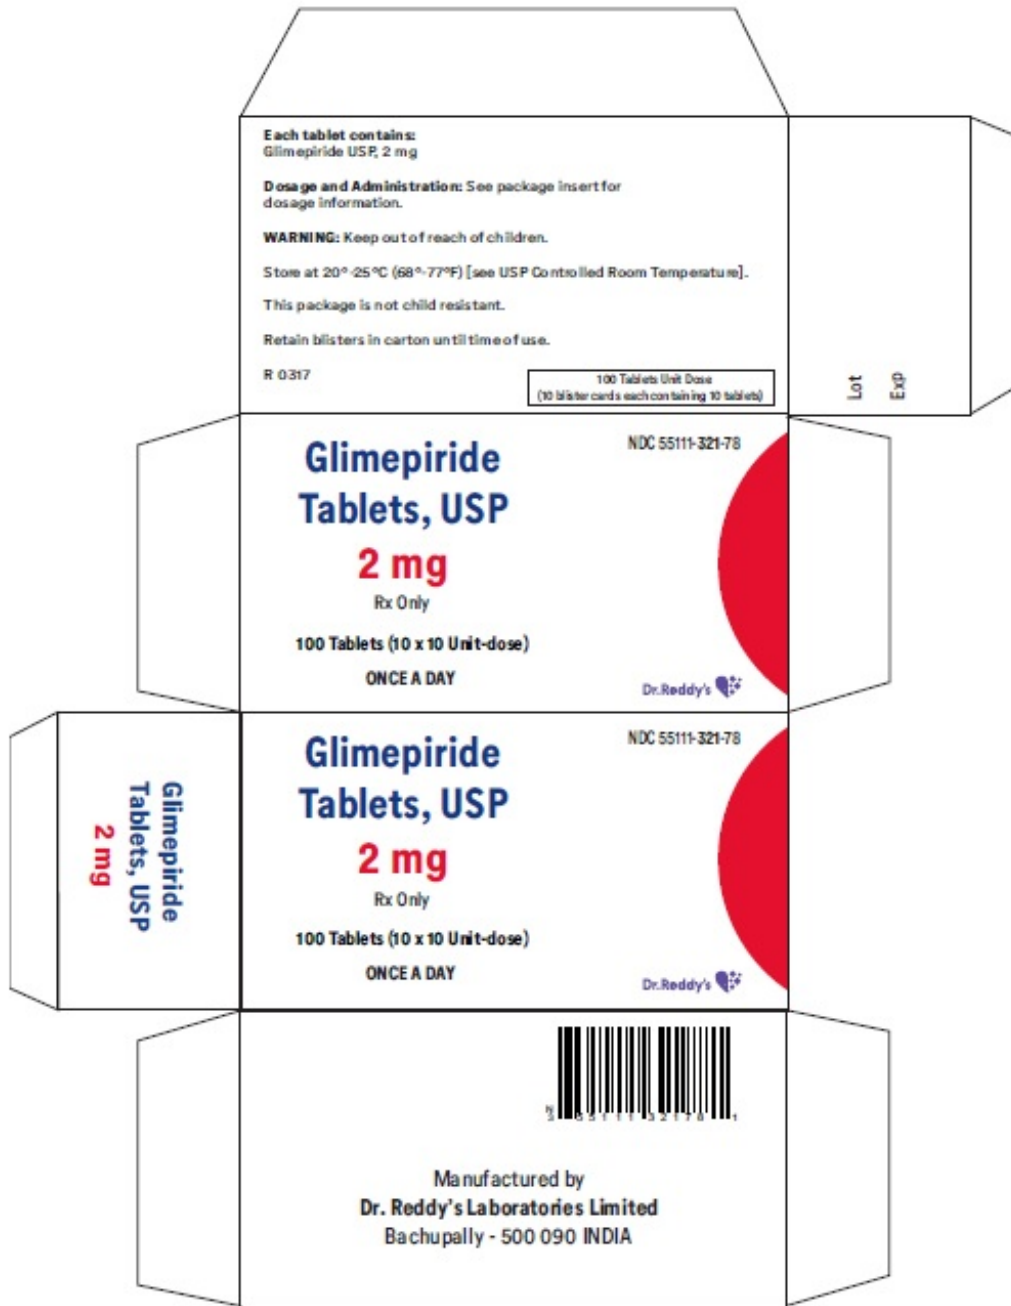 Each tablet contains:
Glimepiride USP, 2 mg
Dosage and Administration: See package insert for
dosage information.
WARNING: Keep out of reach of children.
Store at 20°-25°C (68°-77°F) [see USP Controlled Room Temperature].
This package is not child resistant.
Retain blisters in carton until time of use.
R 0317
100 Tablets Unit Dose
(10 blister cards each containing 10 tablets)
Lot
Exp
Glimepiride
Tablets, USP
2 mg
Rx Only
100 Tablets (10 x 10 Unit-dose)
ONCE A DAY
NDC 55111-321-78
Dr.Reddy's
Glimepiride
Tablets, USP
2 mg
Glimepiride
Tablets, USP
2 mg
Rx Only
100 Tablets (10 x 10 Unit-dose)
ONCE A DAY
NDC 55111-321-78
Dr.Reddy's
N
3 55111 32178 1
Manufactured by
Dr. Reddy's Laboratories Limited
Bachupally - 500 090 INDIA